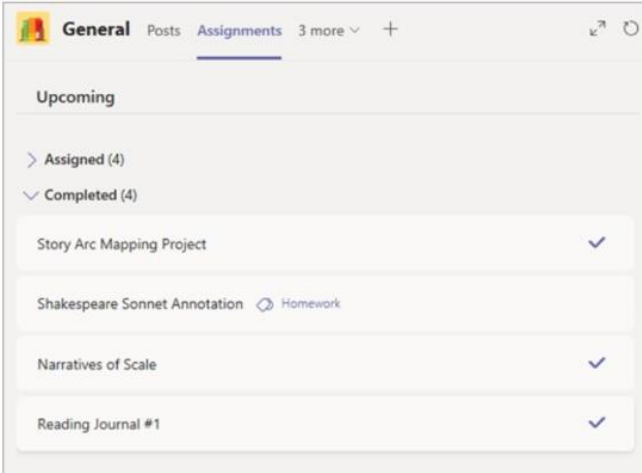 General Posts Assignments 3 more
Upcoming
Assigned (4)
Completed (4)
Story Arc Mapping Project
Shakespeare Sonnet Annotation Homework
Narratives of Scale
Reading Journal #1